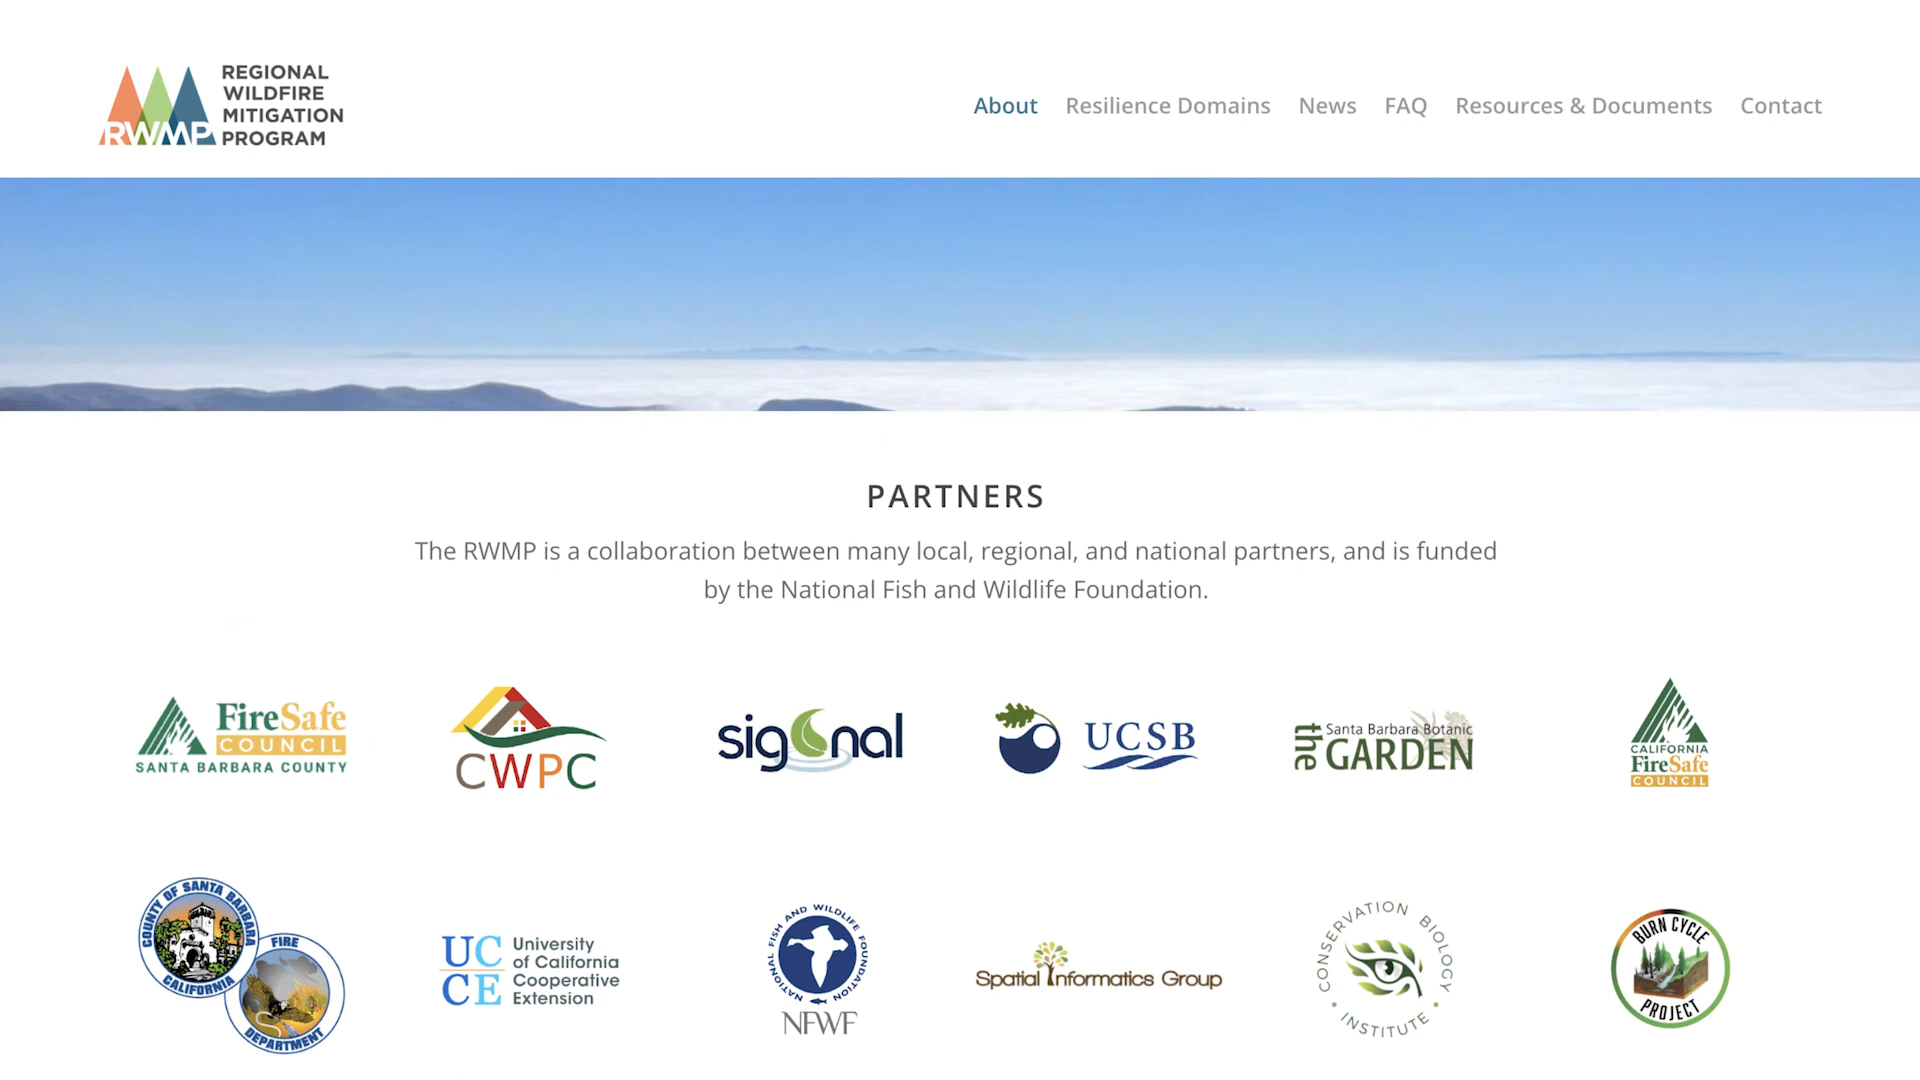 REGIONAL
WILDFIRE
MITIGATION
PROGRAM
RWMP
About Resilience Domains News FAQ Resources & Documents Contact
PARTNERS
The RWMP is a collaboration between many local, regional, and national partners, and is funded
by the National Fish and Wildlife Foundation.
FireSafe
COUNCIL
SANTA BARBARA COUNTY
CWPC
sig nal
UCSB
the Santa Barbara Botanic
GARDEN
CALIFORNIA
FireSafe
COUNCIL
COUNTY OF SANTA BARBARA
CALIFORNIA
FIRE
DEPARTMENT
UC
CE
University
of California
Cooperative
Extension
NATIONAL FISH AND WILDLIFE FOUNDATION
NFWF
Spatial Informatics Group
CONSERVATION BIOLOGY
INSTITUTE
BURN CYCLE
PROJECT